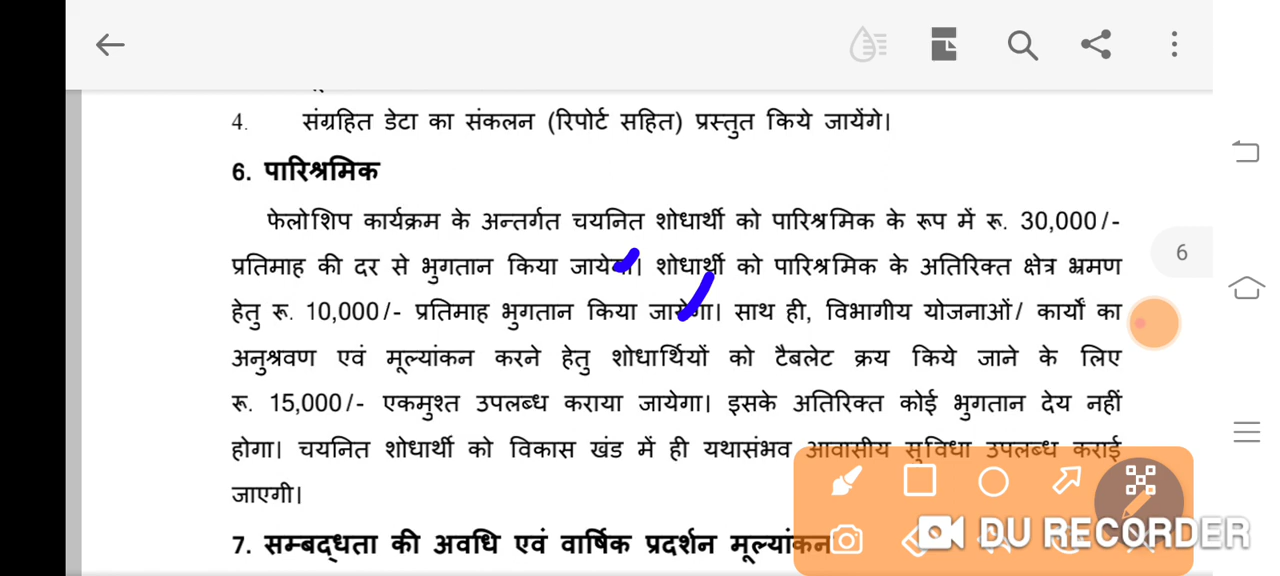 4. संग्रहित डेटा का संकलन (रिपोर्ट सहित) प्रस्तुत किये जायेंगे।
6. पारिश्रमिक
फेलोशिप कार्यक्रम के अन्तर्गत चयनित शोधार्थी को पारिश्रमिक के रूप में रू. 30,000/-
प्रतिमाह की दर से भुगतान किया जायेगा। शोधार्थी को पारिश्रमिक के अतिरिक्त क्षेत्र भ्रमण
6
हेतु रू. 10,000/- प्रतिमाह भुगतान किया जायेगा। साथ ही, विभागीय योजनाओं/ कार्यों का
अनुश्रवण एवं मूल्यांकन करने हेतु शोधार्थियों को टैबलेट क्रय किये जाने के लिए
रू. 15,000/- एकमुश्त उपलब्ध कराया जायेगा। इसके अतिरिक्त कोई भुगतान देय नहीं
होगा। चयनित शोधार्थी को विकास खंड में ही यथासंभव आवासीय सुविधा उपलब्ध कराई
जाएगी।
7. सम्बद्धता की अवधि एवं वार्षिक प्रदर्शन मूल्यांकन
DU RECORDER